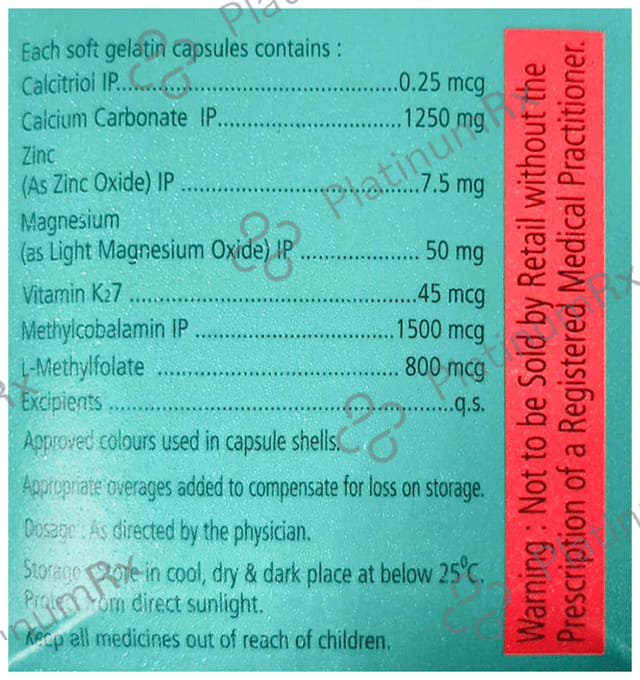 Each soft gelatin capsules contains :
Calcitriol IP..........................................0.25 mcg
Calcium Carbonate IP............................1250 mg
Zinc
(As Zinc Oxide) IP ....................................7.5 mg
Magnesium
(as Light Magnesium Oxide) IP .................. 50 mg
Vitamin K27 ...........................................45 mcg
Methylcobalamin IP ..............................1500 mcg
L-Methylfolate .................................... 800 mcg
Excipients ....................................................q.s.
Approved colours used in capsule shells.
Appropriate overages added to compensate for loss on storage.
Dosage : As directed by the physician.
Storage : Store in cool, dry & dark place at below 25⁰C.
Protect from direct sunlight.
Keep all medicines out of reach of children.
Warning : Not to be Sold by Retail without the
Prescription of a Registered Medical Practitioner.
PlatinumRx
PlatinumRx
PlatinumRx